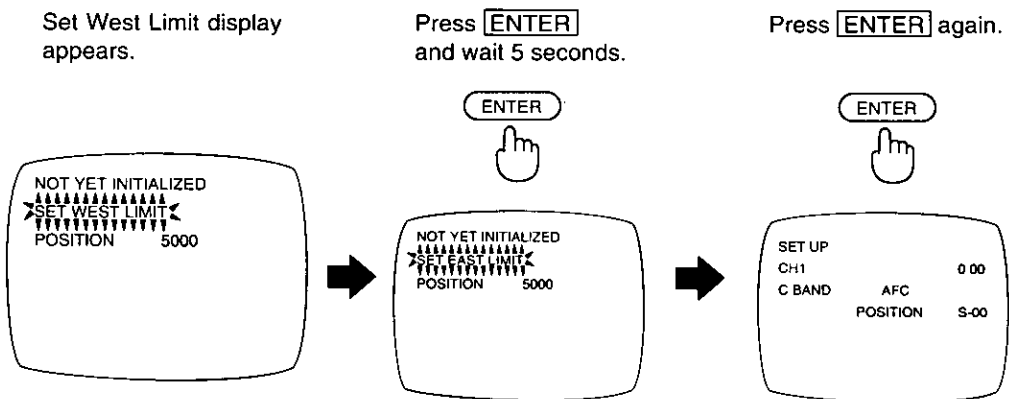 Set West Limit display
appears.
Press ENTER
and wait 5 seconds.
Press ENTER again.
ENTER
ENTER
NOT YET INITIALIZED
SET WEST LIMIT
POSITION 5000
NOT YET INITIALIZED
SET EAST LIMIT
POSITION 5000
SET UP
CH1 0 00
C BAND AFC
POSITION S-00